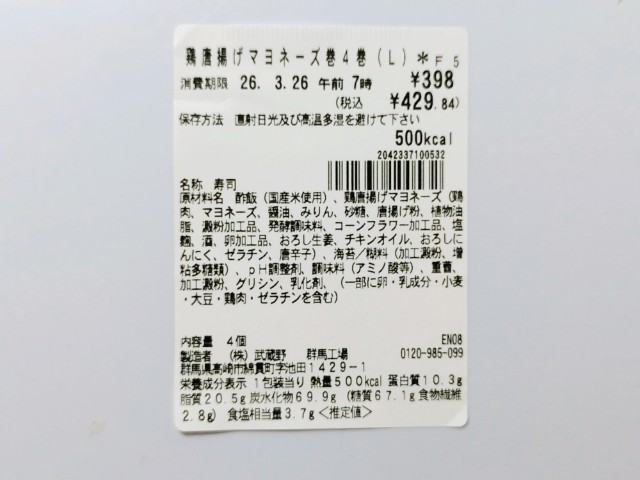 鶏唐揚げマヨネーズ巻4巻(L)*F5
消費期限 26. 3.26 午前 7時 ¥398
(税込 ¥429.84)
保存方法 直射日光及び高温多湿を避けて下さい
500kcal
2042337100532
名称 寿司
原材料名 酢飯(国産米使用)、鶏唐揚げマヨネーズ(鶏
肉、マヨネーズ、醤油、みりん、砂糖、唐揚げ粉、植物油
脂、澱粉加工品、発酵調味料、コーンフラワー加工品、塩
麹、酒、卵加工品、おろし生姜、チキンオイル、おろしに
んにく、ゼラチン、唐辛子)、海苔/糊料(加工澱粉、増
粘多糖類)、pH調整剤、調味料(アミノ酸等)、重曹、
加工澱粉、グリシン、乳化剤、(一部に卵・乳成分・小麦
・大豆・鶏肉・ゼラチンを含む)
内容量 4個 EN08
製造者 (株)武蔵野 群馬工場 0120-985-099
群馬県高崎市綿貫町字池田1429-1
栄養成分表示 1包装当り 熱量500kcal 蛋白質10.3g
脂質20.5g 炭水化物69.9g (糖質67.1g 食物繊維
2.8g) 食塩相当量3.7g<推定値>